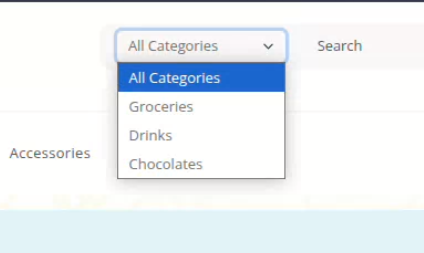 All Categories
Search
All Categories
Groceries
Drinks
Accessories
Chocolates